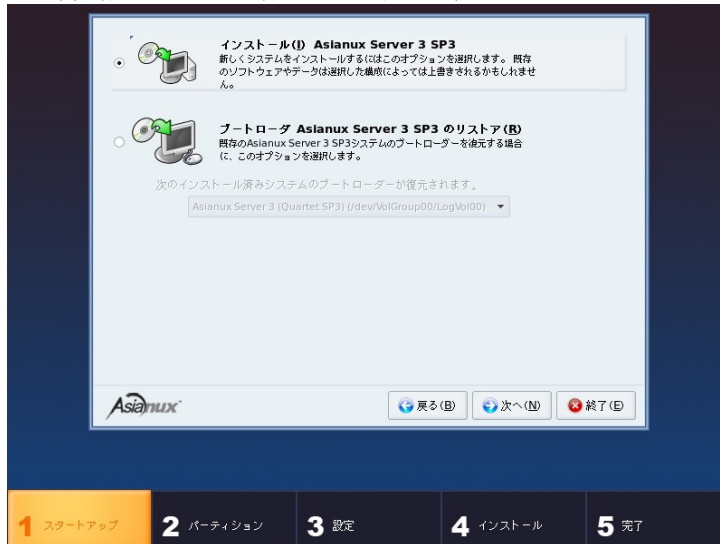 インストール(I) Asianux Server 3 SP3
新しくシステムをインストールするにはこのオプションを選択します。 既存
のソフトウェアやデータは選択した構成によっては上書きされるかもしれませ
ん。
ブートローダ Asianux Server 3 SP3 のリストア(R)
既存のAsianux Server 3 SP3システムのブートローダーを復元する場合
に、このオプションを選択します。
次のインストール済みシステムのブートローダーが復元されます。
Asianux Server 3 (Quartet SP3) (/dev/VolGroup00/LogVol00)
Asianux
戻る(B)
次へ(N)
終了(E)
1 スタートアップ
2 パーティション
3 設定
4 インストール
5 完了